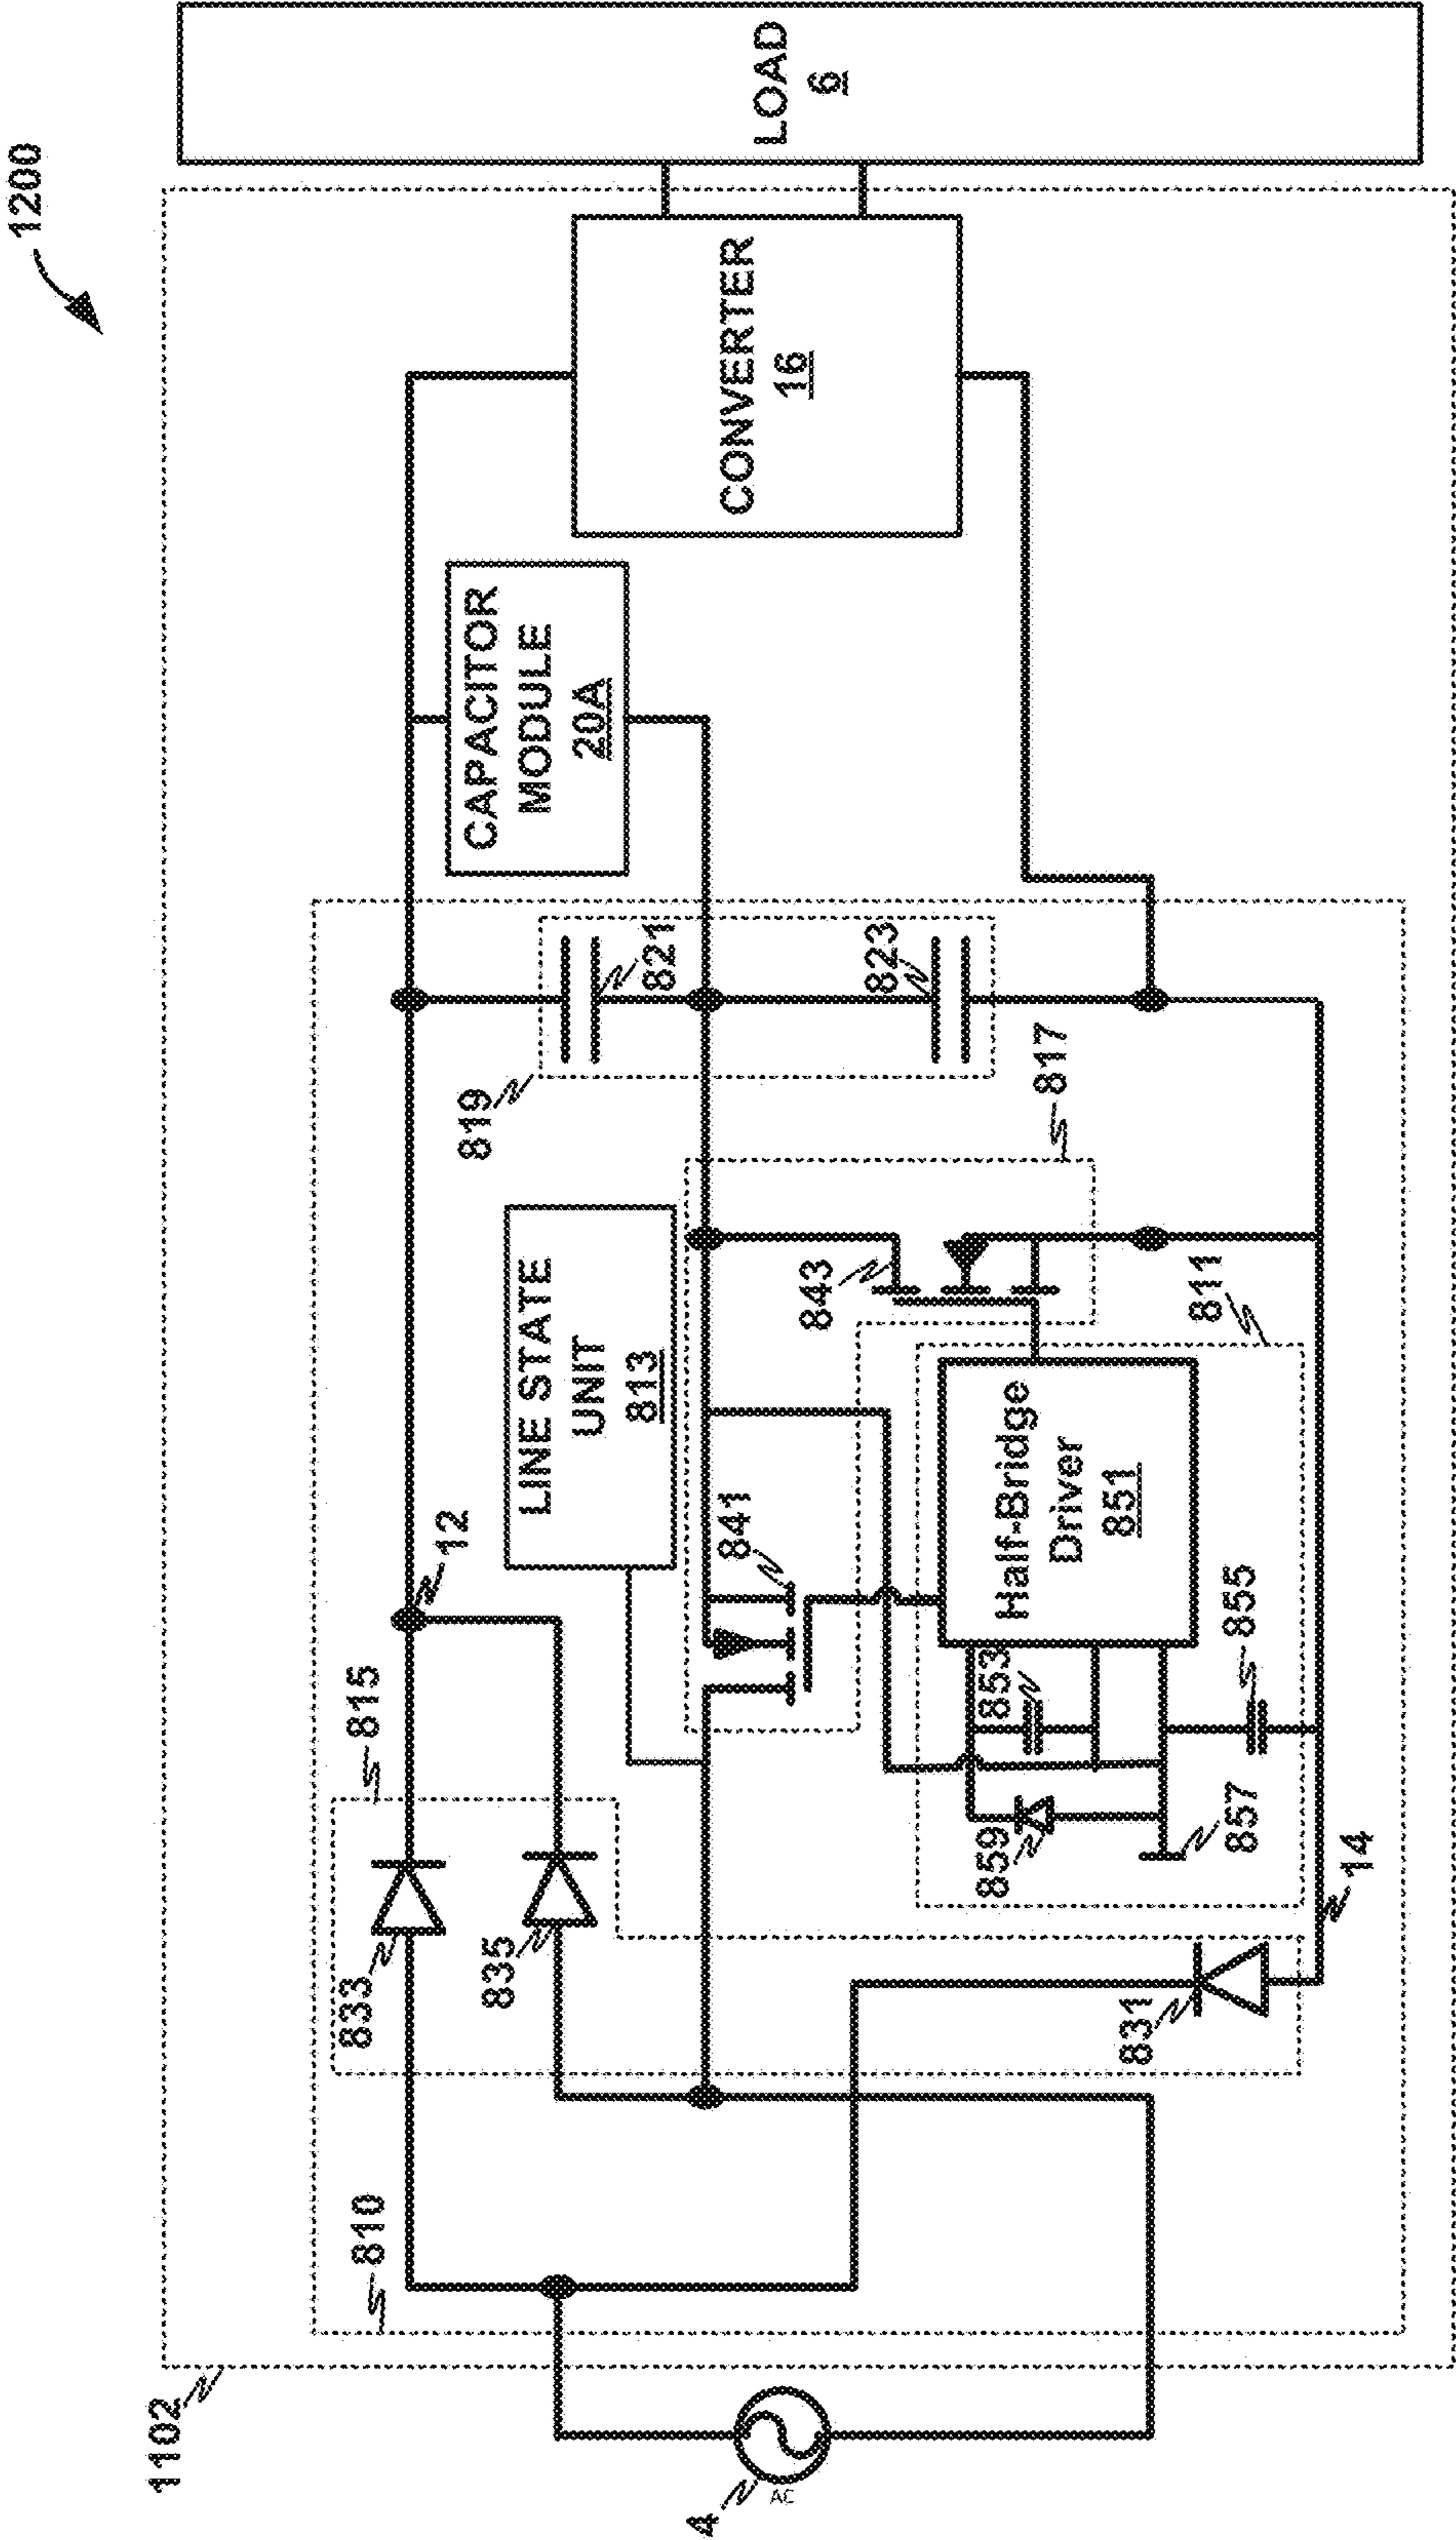 1200
1102
4
AC
810
833
835
815
12
831
14
LINE STATE
UNIT
813
841
843
817
811
Half-Bridge
Driver
851
853
855
857
859
819
821
823
CAPACITOR
MODULE
20A
CONVERTER
16
LOAD
6